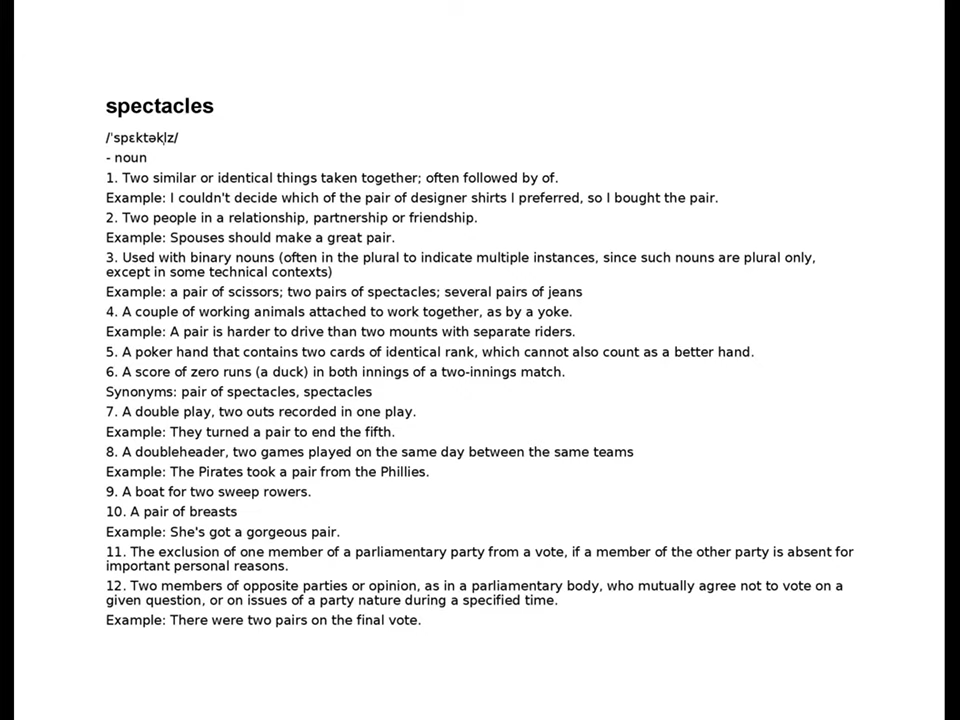 spectacles
/ˈspɛktəkl̩z/
- noun
1. Two similar or identical things taken together; often followed by of.
Example: I couldn't decide which of the pair of designer shirts I preferred, so I bought the pair.
2. Two people in a relationship, partnership or friendship.
Example: Spouses should make a great pair.
3. Used with binary nouns (often in the plural to indicate multiple instances, since such nouns are plural only,
except in some technical contexts)
Example: a pair of scissors; two pairs of spectacles; several pairs of jeans
4. A couple of working animals attached to work together, as by a yoke.
Example: A pair is harder to drive than two mounts with separate riders.
5. A poker hand that contains two cards of identical rank, which cannot also count as a better hand.
6. A score of zero runs (a duck) in both innings of a two-innings match.
Synonyms: pair of spectacles, spectacles
7. A double play, two outs recorded in one play.
Example: They turned a pair to end the fifth.
8. A doubleheader, two games played on the same day between the same teams
Example: The Pirates took a pair from the Phillies.
9. A boat for two sweep rowers.
10. A pair of breasts
Example: She's got a gorgeous pair.
11. The exclusion of one member of a parliamentary party from a vote, if a member of the other party is absent for
important personal reasons.
12. Two members of opposite parties or opinion, as in a parliamentary body, who mutually agree not to vote on a
given question, or on issues of a party nature during a specified time.
Example: There were two pairs on the final vote.